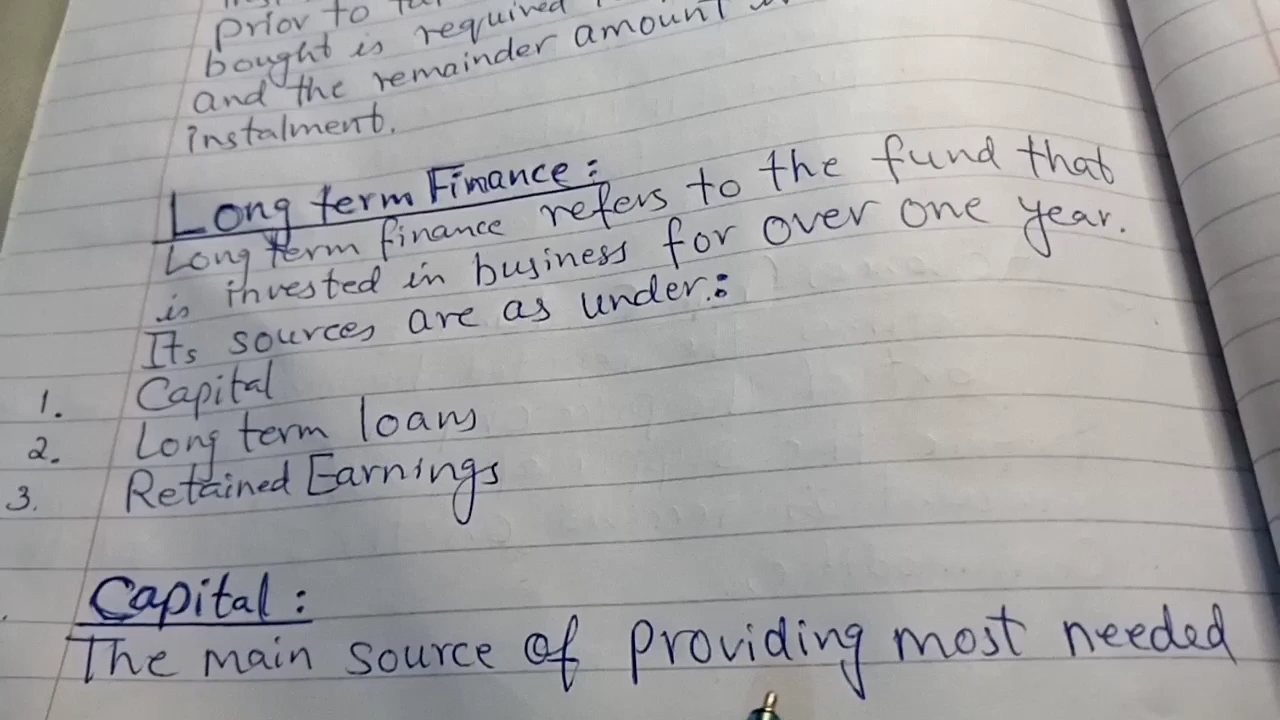 prior to
bought is required
and the remainder amount
instalment.
Long term Finance:
Long term finance refers to the fund that
is invested in business for over one year.
Its sources are as under:
1. Capital
2. Long term loans
3. Retained Earnings
Capital:
The main source of providing most needed